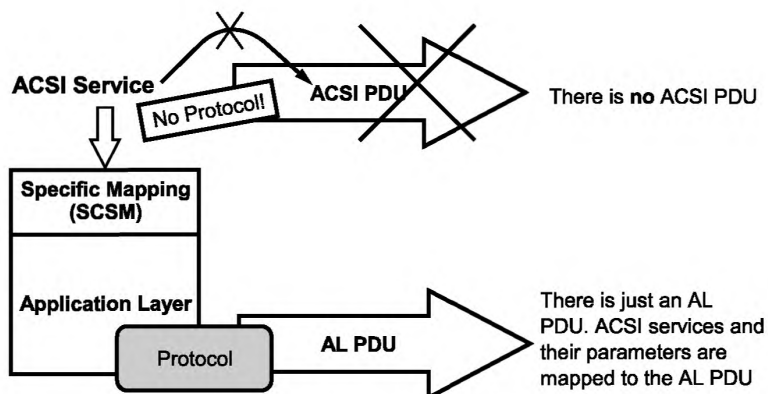 ACSI Service
No Protocol!
ACSI PDU
There is no ACSI PDU
Specific Mapping
(SCSM)
Application Layer
Protocol
AL PDU
There is just an AL
PDU. ACSI services and
their parameters are
mapped to the AL PDU